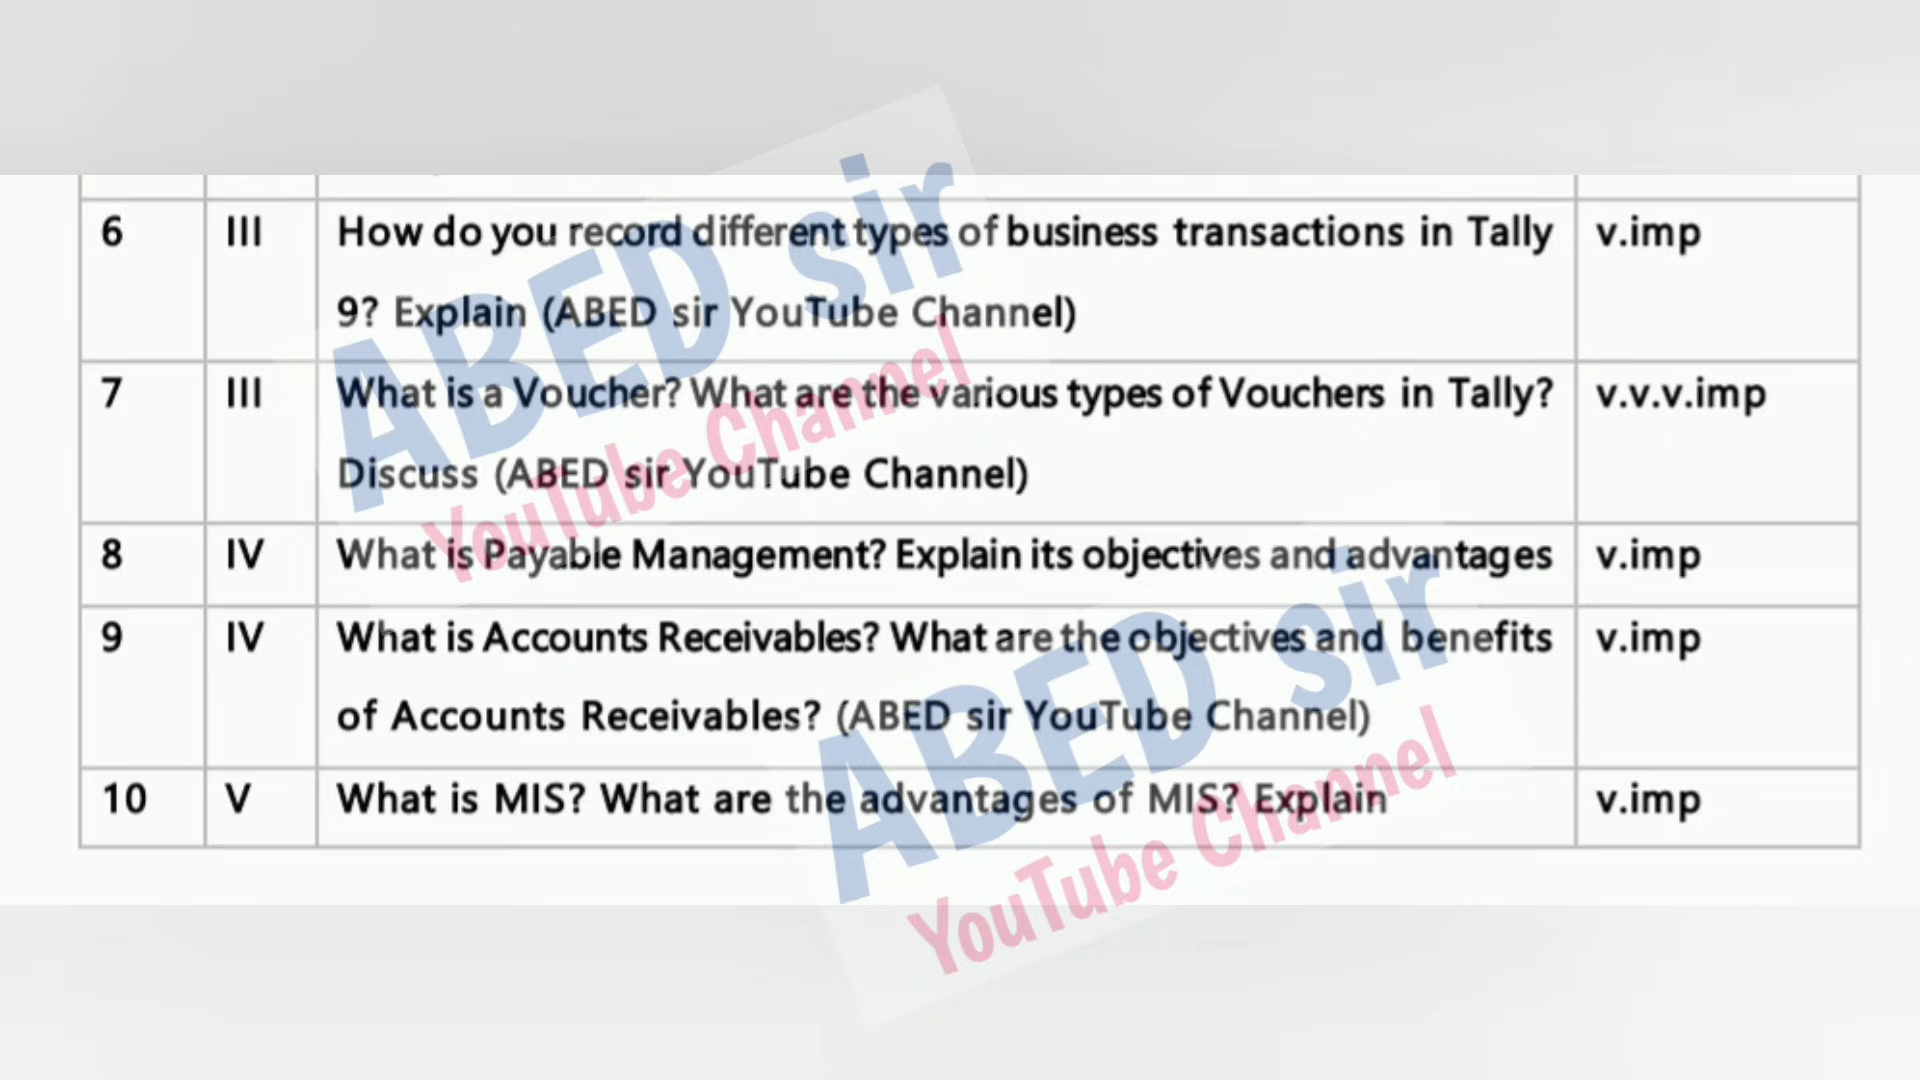 6 III How do you record different types of business transactions in Tally v.imp
9? Explain (ABED sir YouTube Channel)
7 III What is a Voucher? What are the various types of Vouchers in Tally? v.v.v.imp
Discuss (ABED sir YouTube Channel)
8 IV What is Payable Management? Explain its objectives and advantages v.imp
9 IV What is Accounts Receivables? What are the objectives and benefits v.imp
of Accounts Receivables? (ABED sir YouTube Channel)
10 V What is MIS? What are the advantages of MIS? Explain v.imp
ABED sir
YouTube Channel
ABED sir
YouTube Channel